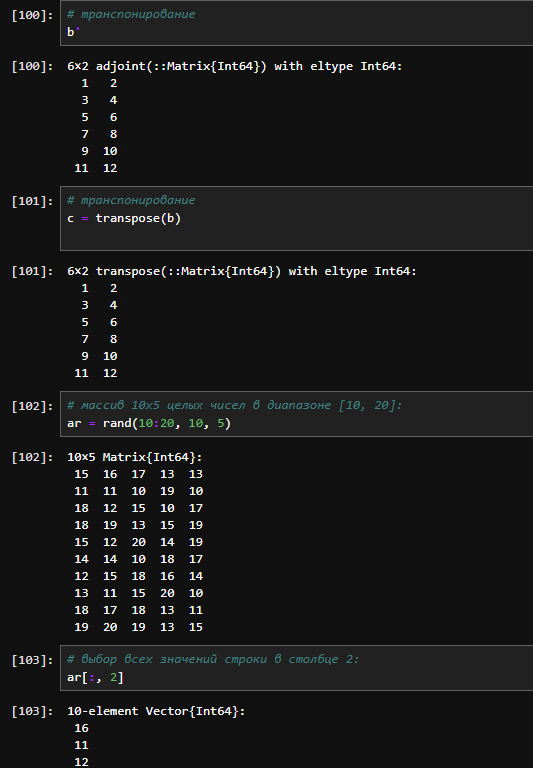 [100]: # транспонирование
b'
[100]: 6×2 adjoint(::Matrix{Int64}) with eltype Int64:
1 2
3 4
5 6
7 8
9 10
11 12
[101]: # транспонирование
c = transpose(b)
[101]: 6×2 transpose(::Matrix{Int64}) with eltype Int64:
1 2
3 4
5 6
7 8
9 10
11 12
[102]: # массив 10x5 целых чисел в диапазоне [10, 20]:
ar = rand(10:20, 10, 5)
[102]: 10×5 Matrix{Int64}:
15 16 17 13 13
11 11 10 19 10
18 12 15 10 17
18 19 13 15 19
15 12 20 14 19
14 14 10 18 17
12 15 18 16 14
13 11 15 20 10
18 17 18 13 11
19 20 19 13 15
[103]: # выбор всех значений строки в столбце 2:
ar[:, 2]
[103]: 10-element Vector{Int64}:
16
11
12